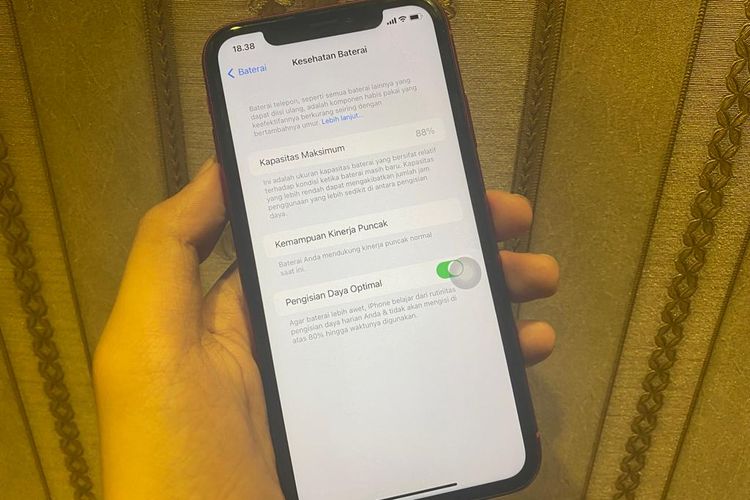 18.38
Baterai
Kesehatan Baterai
Baterai telepon, seperti semua baterai lainnya yang
dapat diisi ulang, adalah komponen habis pakai yang
keefektifannya berkurang seiring dengan
bertambahnya umur. Lebih lanjut...
Kapasitas Maksimum 88%
Ini adalah ukuran kapasitas baterai yang bersifat relatif
terhadap kondisi ketika baterai masih baru. Kapasitas
yang lebih rendah dapat mengakibatkan jumlah jam
penggunaan yang lebih sedikit di antara pengisian
daya.
Kemampuan Kinerja Puncak
Baterai Anda mendukung kinerja puncak normal
saat ini.
Pengisian Daya Optimal
Agar baterai lebih awet, iPhone belajar dari rutinitas
pengisian daya harian Anda & tidak akan mengisi di
atas 80% hingga waktunya digunakan.